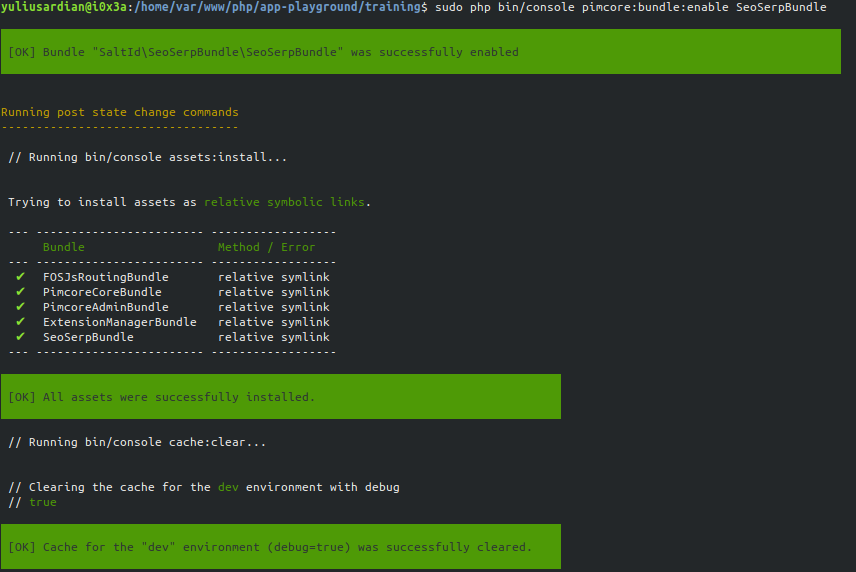 yuliusardian@i0x3a:/home/var/www/php/app-playground/training$ sudo php bin/console pimcore:bundle:enable SeoSerpBundle
[OK] Bundle "SaltId\SeoSerpBundle\SeoSerpBundle" was successfully enabled
Running post state change commands
----------------------------------
// Running bin/console assets:install...
Trying to install assets as relative symbolic links.
--- ------------------------ ------------------
Bundle Method / Error
--- ------------------------ ------------------
✔ FOSJsRoutingBundle relative symlink
✔ PimcoreCoreBundle relative symlink
✔ PimcoreAdminBundle relative symlink
✔ ExtensionManagerBundle relative symlink
✔ SeoSerpBundle relative symlink
--- ------------------------ ------------------
[OK] All assets were successfully installed.
// Running bin/console cache:clear...
// Clearing the cache for the dev environment with debug
// true
[OK] Cache for the "dev" environment (debug=true) was successfully cleared.